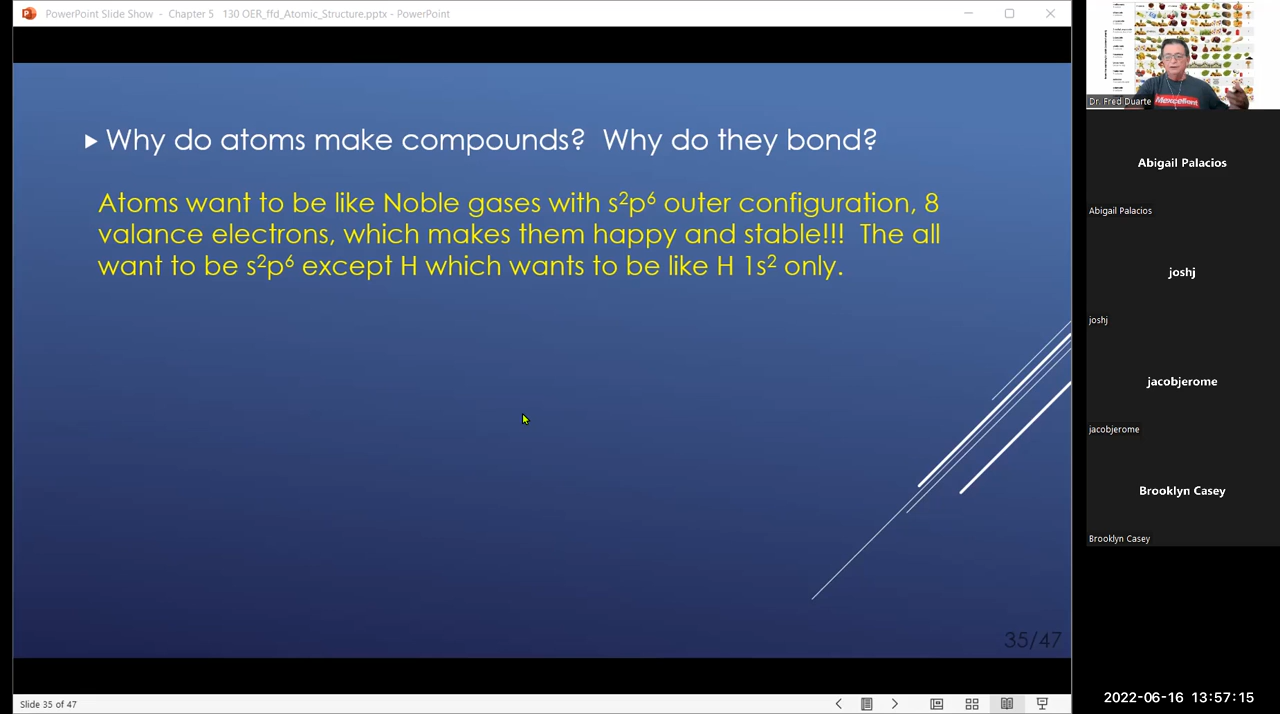 PowerPoint Slide Show - Chapter 5 130 OER_ffd_Atomic_Structure.pptx - PowerPoint
▶ Why do atoms make compounds? Why do they bond?
Atoms want to be like Noble gases with s²p⁶ outer configuration, 8
valance electrons, which makes them happy and stable!!! The all
want to be s²p⁶ except H which wants to be like H 1s² only.
35/47
Slide 35 of 47
Mexcellent
Dr. Fred Duarte
Abigail Palacios
Abigail Palacios
joshj
joshj
jacobjerome
jacobjerome
Brooklyn Casey
Brooklyn Casey
2022-06-16 13:57:15